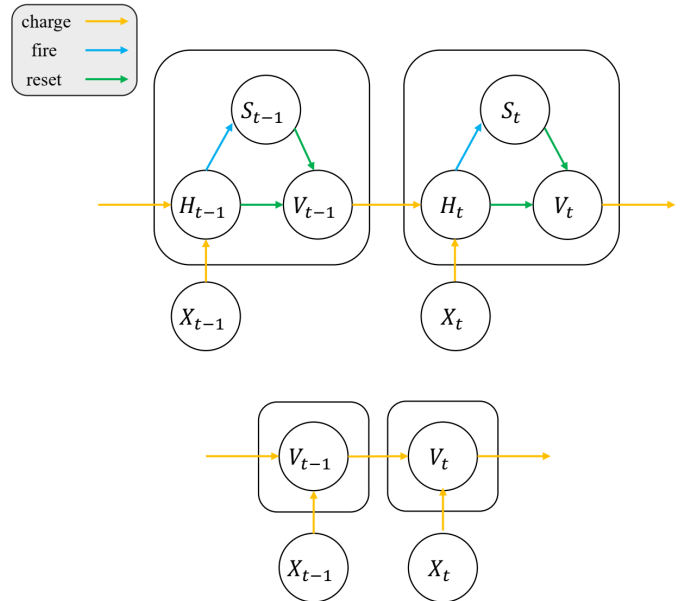 charge
fire
reset
S_{t−1}
S_t
H_{t−1}
V_{t−1}
H_t
V_t
X_{t−1}
X_t
V_{t−1}
V_t
X_{t−1}
X_t